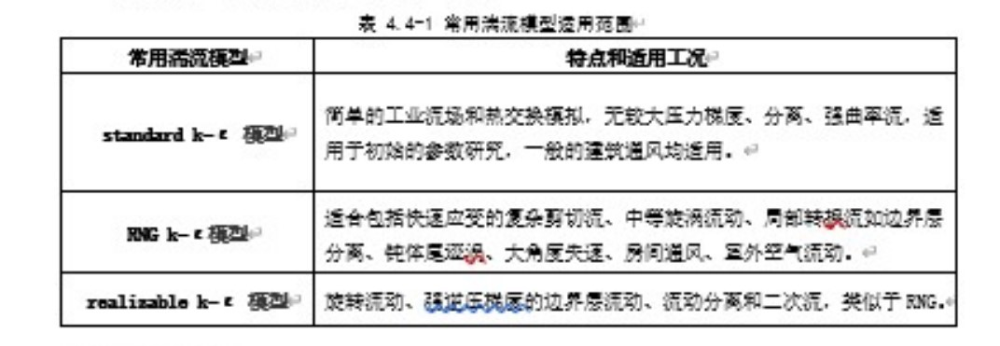 表 4.4-1 常用湍流模型适用范围
常用湍流模型
特点和适用工况
standard k-ε 模型
简单的工业流场和热交换模拟，无较大压力梯度、分离、强曲率流，适
用于初始的参数研究，一般的建筑通风均适用。
RNG k-ε模型
适合包括快速应变的复杂剪切流、中等旋涡流动、局部转捩流如边界层
分离、钝体尾迹涡、大角度失速、房间通风、室外空气流动。
realizable k-ε 模型
旋转流动、强逆压梯度的边界层流动、流动分离和二次流，类似于 RNG。